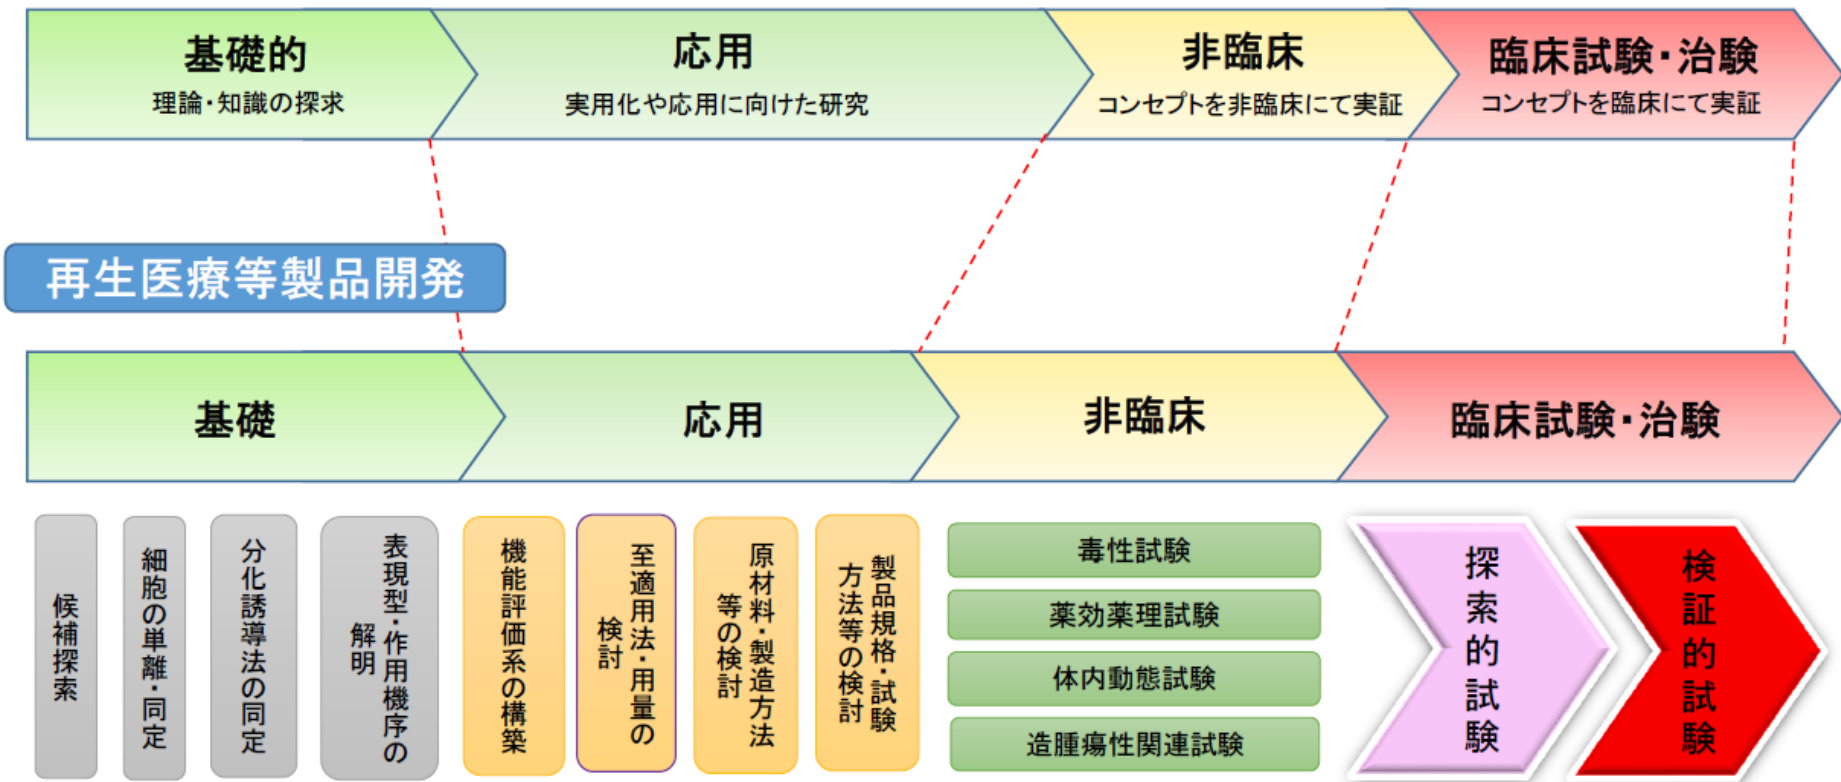 基礎的
理論・知識の探求
応用
実用化や応用に向けた研究
非臨床
コンセプトを非臨床にて実証
臨床試験・治験
コンセプトを臨床にて実証
再生医療等製品開発
基礎
応用
非臨床
臨床試験・治験
候補探索
細胞の単離・同定
分化誘導法の同定
表現型・作用機序の
解明
機能評価系の構築
至適用法・用量の
検討
原材料・製造方法
等の検討
製品規格・試験
方法等の検討
毒性試験
薬効薬理試験
体内動態試験
造腫瘍性関連試験
探索的試験
検証的試験